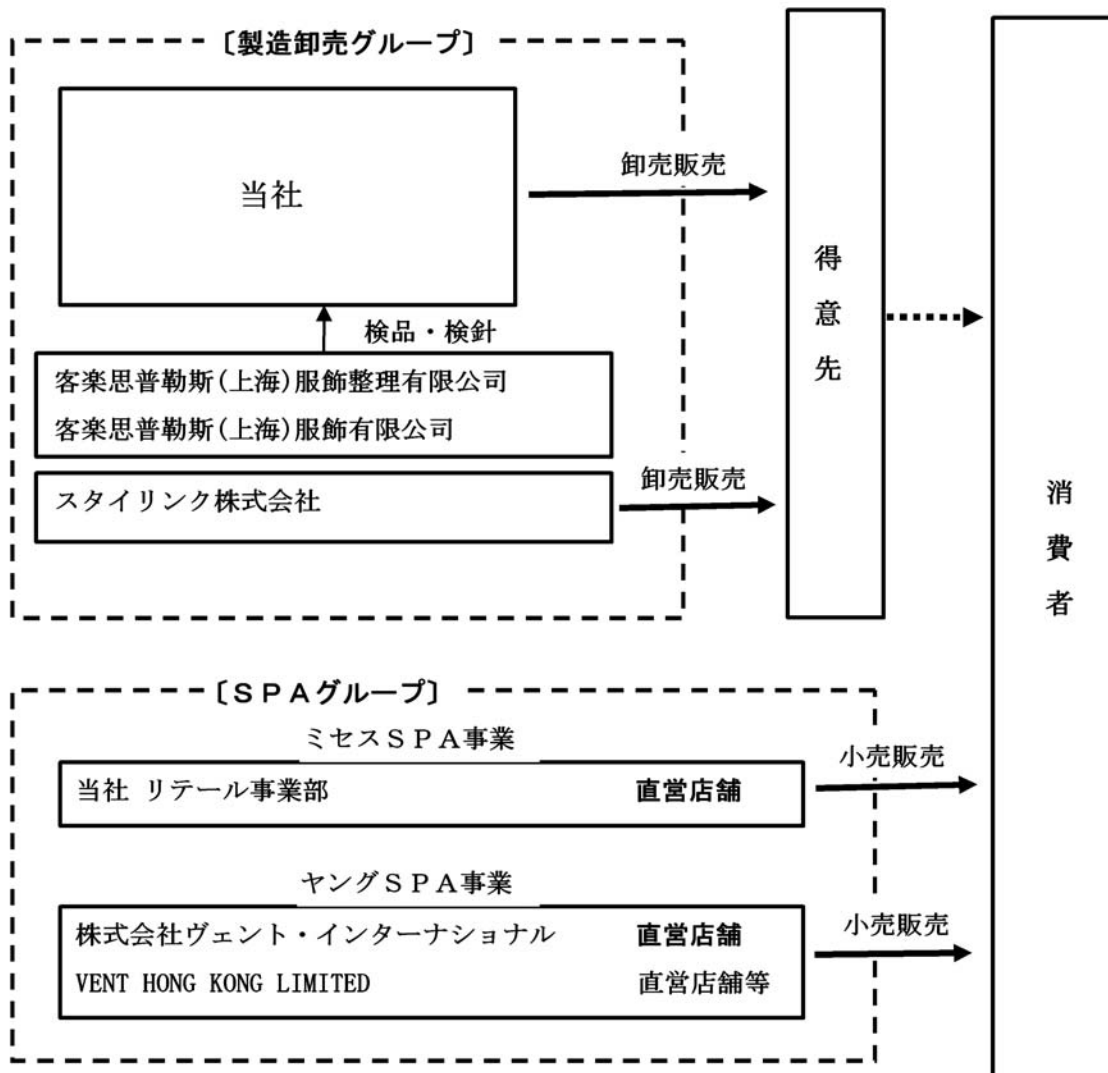 〔製造卸売グループ〕
当社
卸売販売
検品・検針
客楽思普勒斯(上海)服飾整理有限公司
客楽思普勒斯(上海)服飾有限公司
スタイリンク株式会社
卸売販売
得意先
消費者
〔ＳＰＡグループ〕
ミセスＳＰＡ事業
当社 リテール事業部 直営店舗
小売販売
ヤングＳＰＡ事業
株式会社ヴェント・インターナショナル 直営店舗
VENT HONG KONG LIMITED 直営店舗等
小売販売